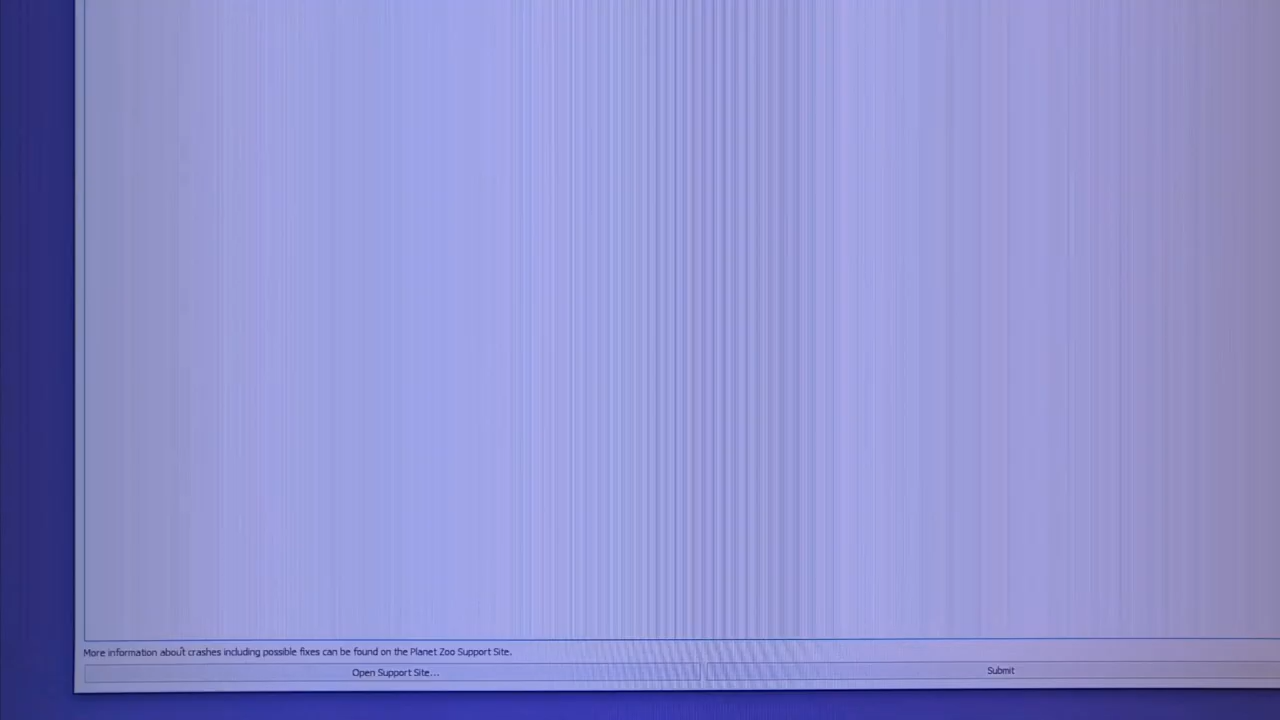 More information about crashes including possible fixes can be found on the Planet Zoo Support Site.
Open Support Site...
Submit